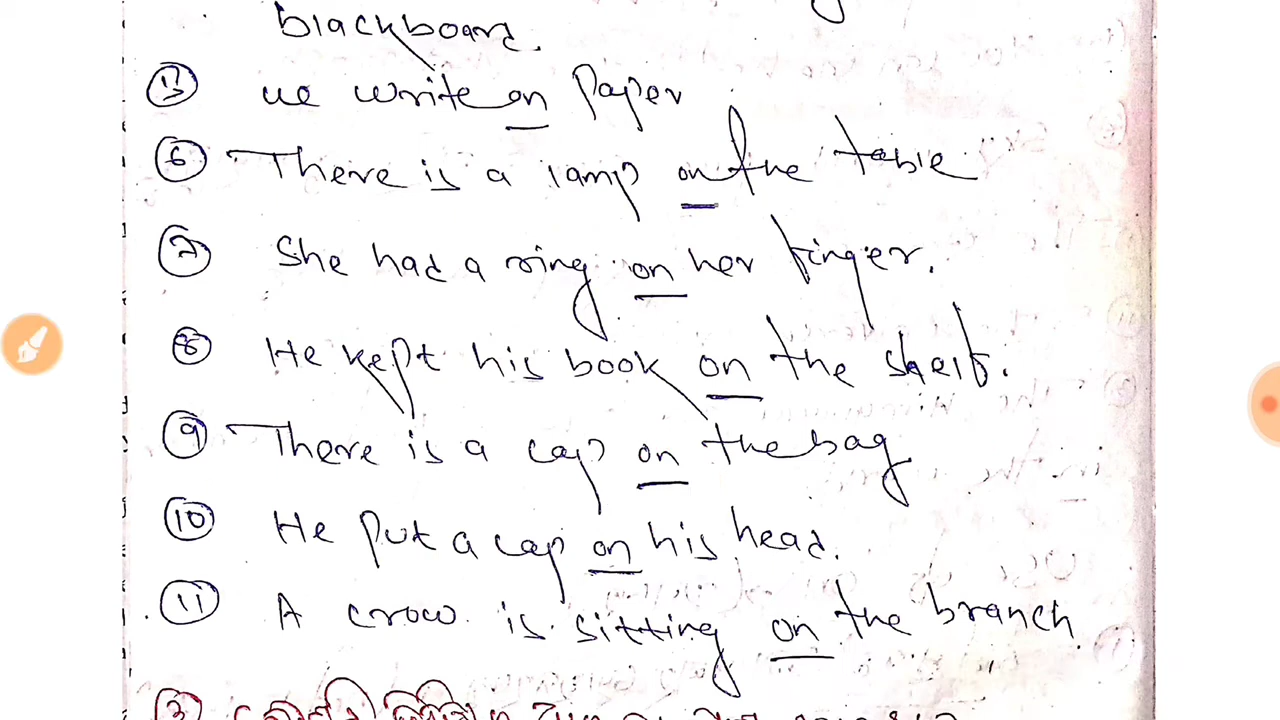 blackboard.
⑤ we write on paper
⑥ There is a lamp on the table
⑦ She had a ring on her finger.
⑧ He kept his book on the shelf.
⑨ There is a cap on the bag
⑩ He put a cap on his head.
⑪ A crow is sitting on the branch